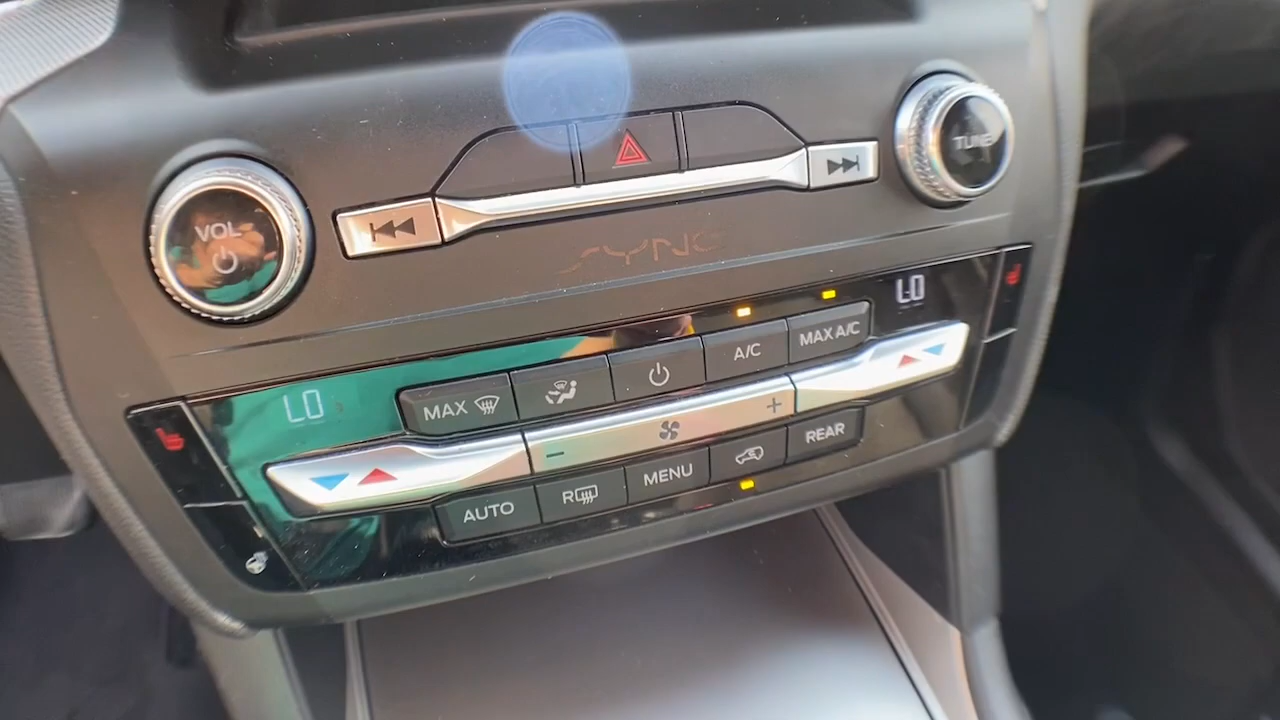 VOL
TUNE
SYNC
LO
MAX
A/C
MAX A/C
LO
AUTO
R
MENU
REAR